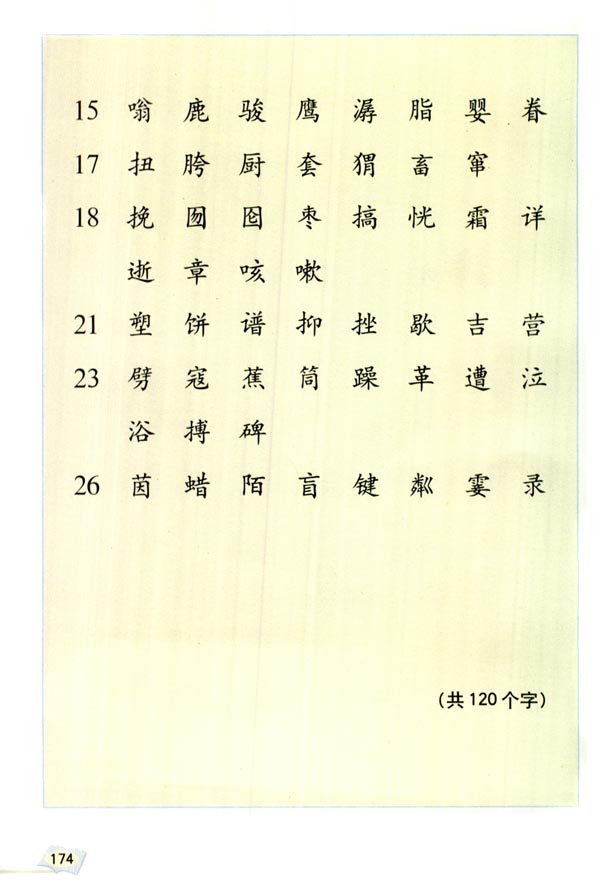 15 嗡 鹿 骏 鹰 潺 脂 婴 眷
17 扭 胯 厨 套 猬 畜 窜
18 挽 囫 囵 枣 搞 恍 霜 详
逝 章 咳 嗽
21 塑 饼 谱 抑 挫 歇 吉 营
23 劈 寇 蕉 筒 躁 革 遭 泣
浴 搏 碑
26 茵 蜡 陌 盲 键 粼 霎 录
(共120个字)
174